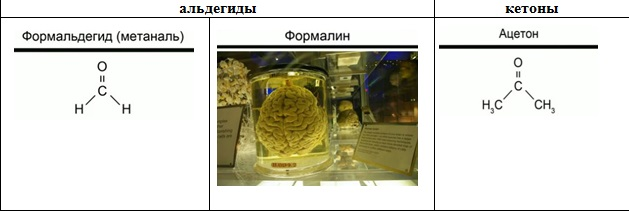 альдегиды
кетоны
Формальдегид (метаналь)
Формалин
Ацетон
O
C
H H
O
C
H₃C CH₃